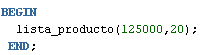 BEGIN
lista_producto(125000,20);
END;